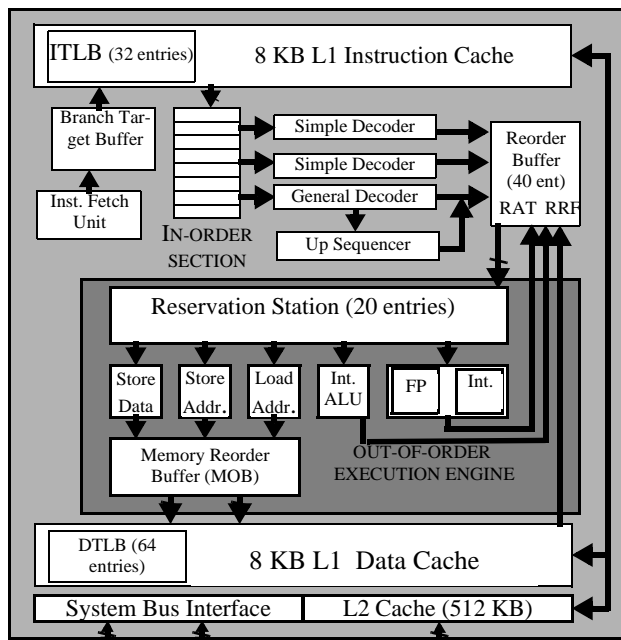 ITLB (32 entries)
8 KB L1 Instruction Cache
Branch Tar-
get Buffer
Inst. Fetch
Unit
Simple Decoder
Simple Decoder
General Decoder
Up Sequencer
IN-ORDER
SECTION
Reorder
Buffer
(40 ent)
RAT RRF
Reservation Station (20 entries)
Store
Data
Store
Addr.
Load
Addr.
Int.
ALU
FP
Int.
Memory Reorder
Buffer (MOB)
OUT-OF-ORDER
EXECUTION ENGINE
DTLB (64
entries)
8 KB L1 Data Cache
System Bus Interface
L2 Cache (512 KB)